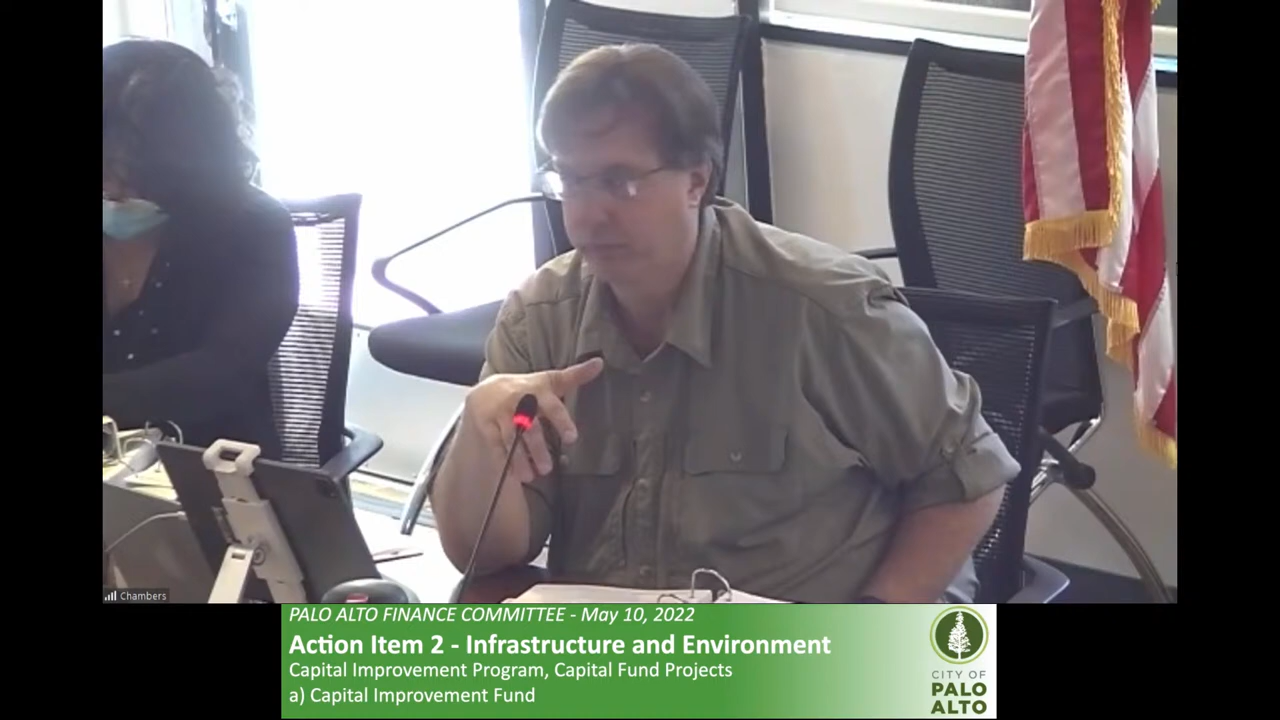 Chambers
PALO ALTO FINANCE COMMITTEE - May 10, 2022
Action Item 2 - Infrastructure and Environment
Capital Improvement Program, Capital Fund Projects
a) Capital Improvement Fund
CITY OF
PALO
ALTO